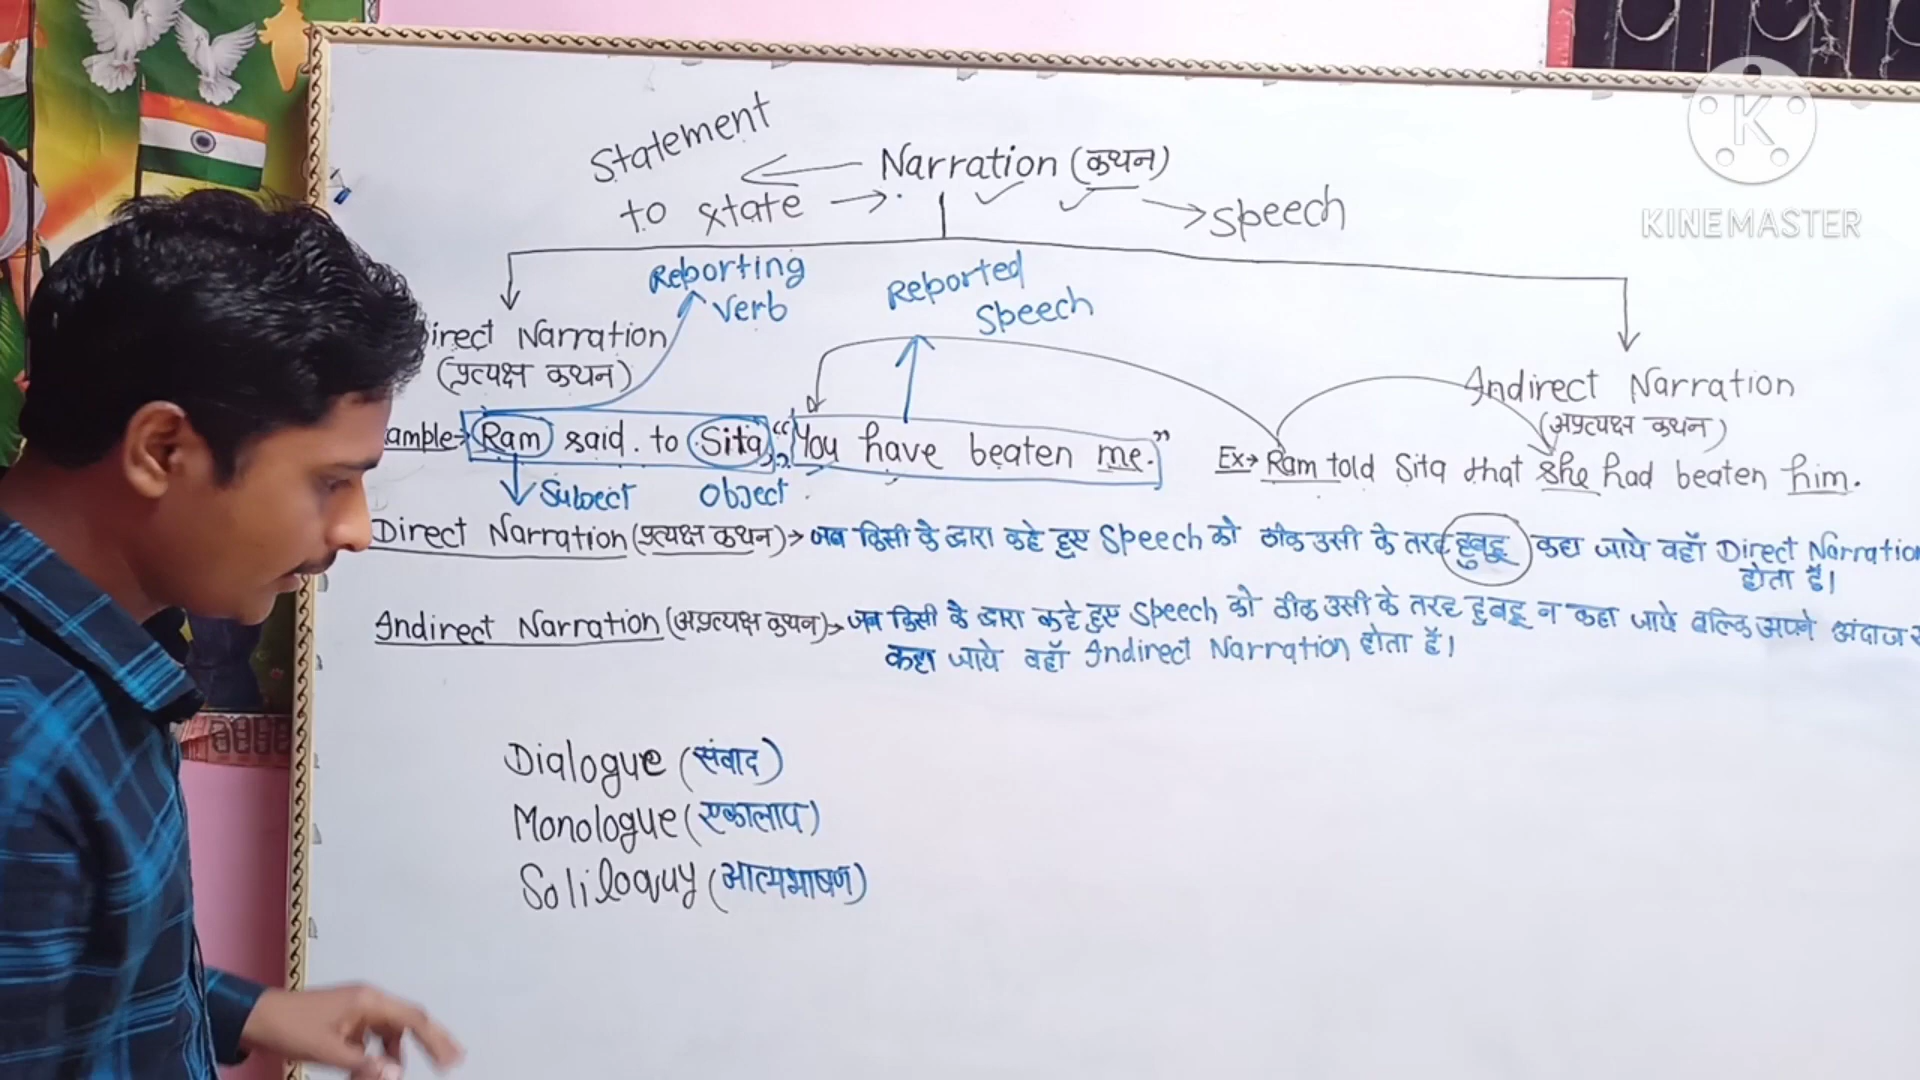 Statement
Narration (कथन)
to state
Speech
K
KINEMASTER
Reporting
Verb
Reported
Speech
irect Narration
(प्रत्यक्ष कथन)
Indirect Narration
(अप्रत्यक्ष कथन)
ample→ Ram said. to Sita, “You have beaten me.”
Ex→ Ram told Sita that she had beaten him.
Subject Object
Direct Narration (प्रत्यक्ष कथन)→ जब किसी के द्वारा कहे हुए Speech को ठीक उसी के तरह हुबहू कहा जाये वहाँ Direct Narration
होता है।
Indirect Narration (अप्रत्यक्ष कथन)→ जब किसी के द्वारा कहे हुए Speech को ठीक उसी के तरह हुबहू न कहा जाये बल्कि अपने अंदाज
कहा जाये वहाँ Indirect Narration होता है।
Dialogue (संवाद)
Monologue (एकालाप)
Soliloquy (आत्मभाषण)